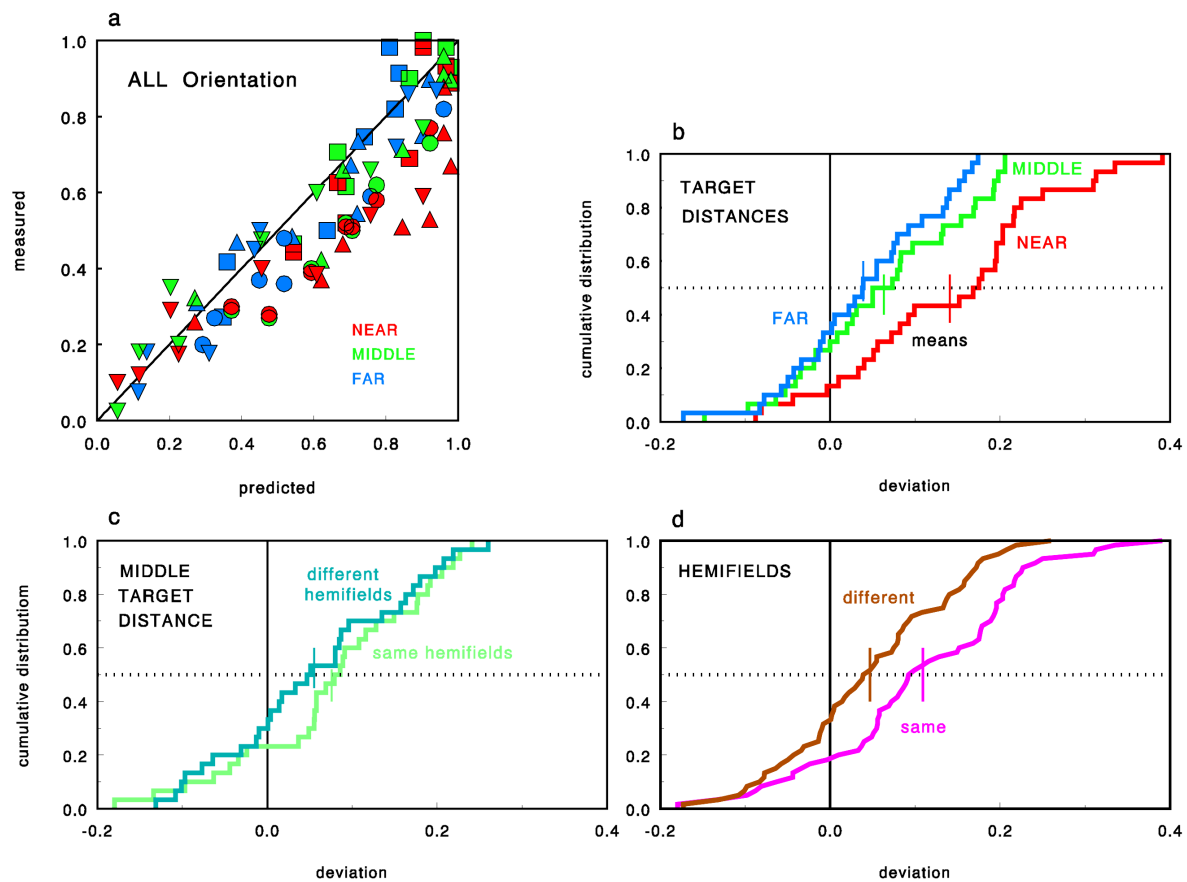 a
ALL Orientation
measured
1.0
0.8
0.6
0.4
0.2
0.0
NEAR
MIDDLE
FAR
0.0 0.2 0.4 0.6 0.8 1.0
predicted
b
TARGET
DISTANCES
cumulative distribution
1.0
0.8
0.6
0.4
0.2
0.0
MIDDLE
NEAR
FAR
means
-0.2 0.0 0.2 0.4
deviation
c
MIDDLE
TARGET
DISTANCE
cumulative distribution
1.0
0.8
0.6
0.4
0.2
0.0
different
hemifields
same hemifields
-0.2 0.0 0.2 0.4
deviation
d
HEMIFIELDS
1.0
0.8
0.6
0.4
0.2
0.0
different
same
-0.2 0.0 0.2 0.4
deviation